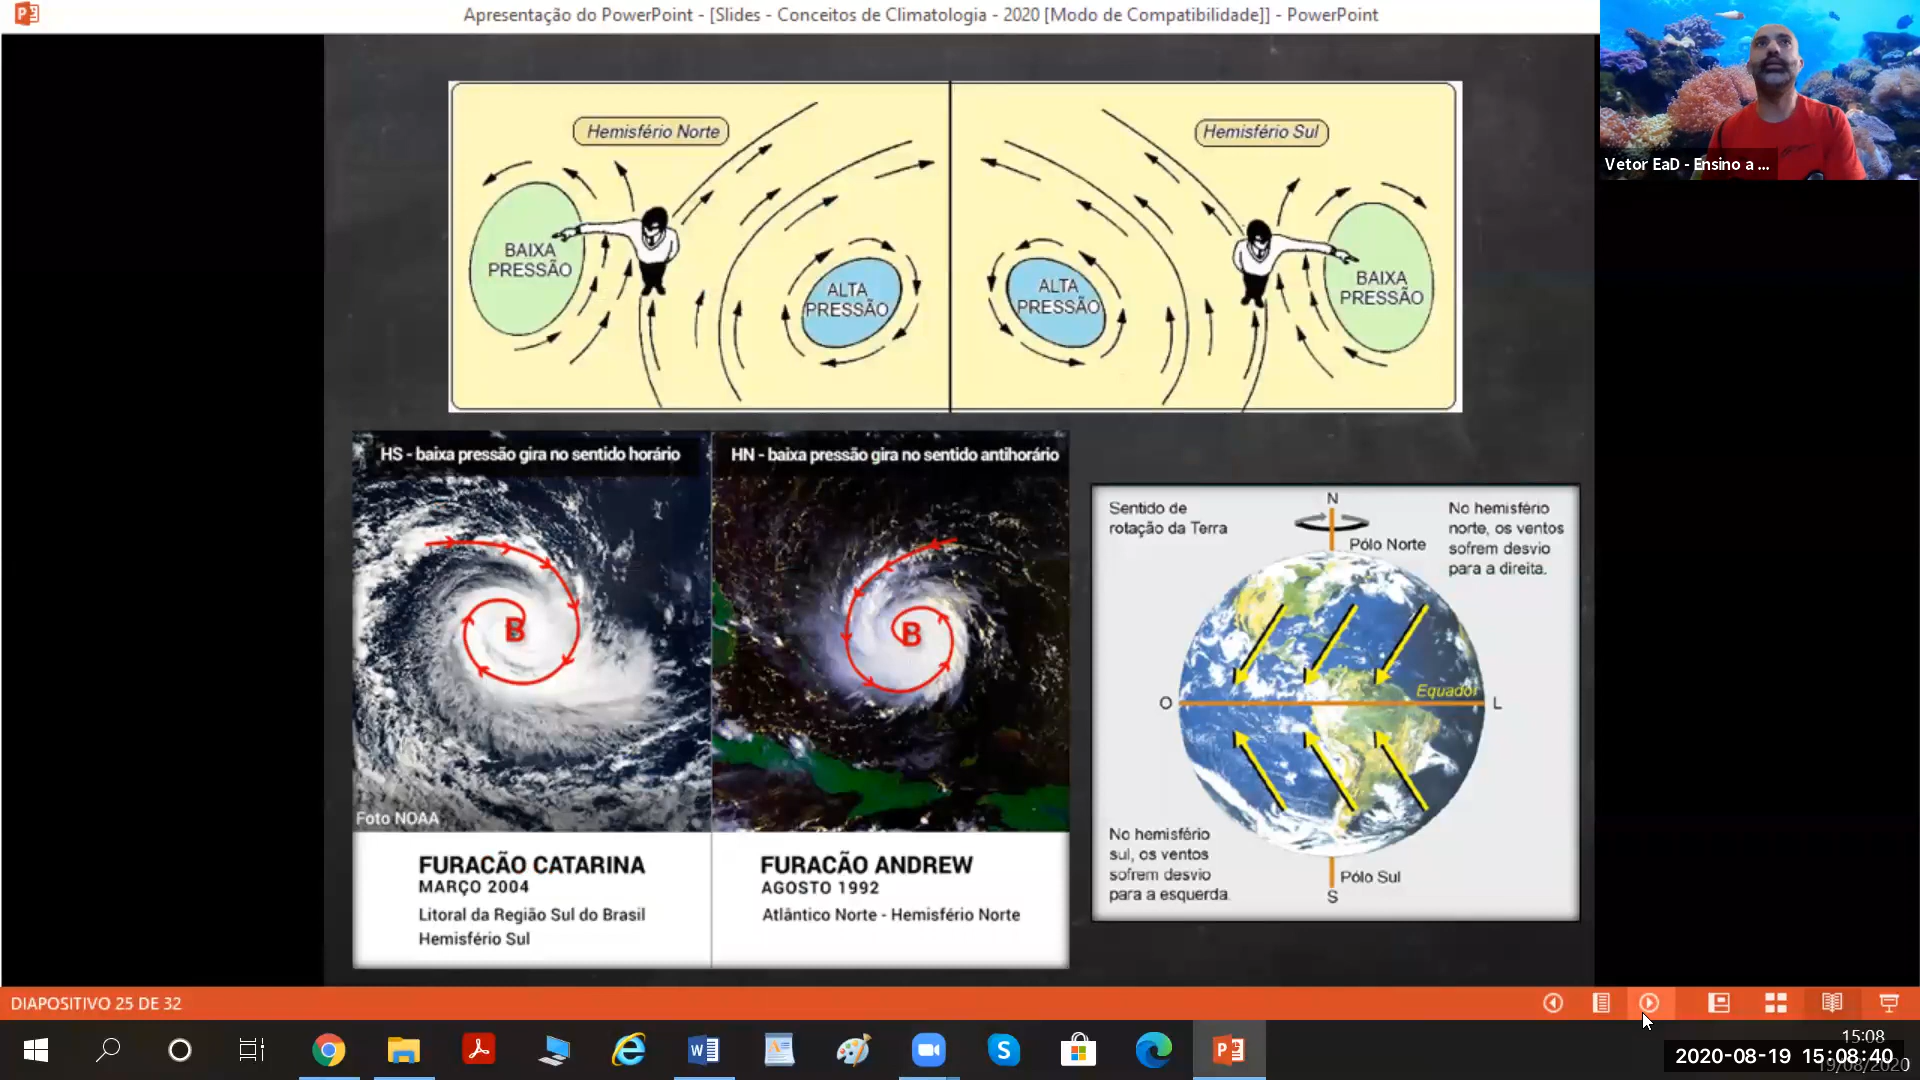 Apresentação do PowerPoint - [Slides - Conceitos de Climatologia - 2020 [Modo de Compatibilidade]] - PowerPoint
Vetor EaD - Ensino a ...
Hemisfério Norte
BAIXA
PRESSÃO
ALTA
PRESSÃO
Hemisfério Sul
ALTA
PRESSÃO
BAIXA
PRESSÃO
HS - baixa pressão gira no sentido horário
B
Foto NOAA
FURACÃO CATARINA
MARÇO 2004
Litoral da Região Sul do Brasil
Hemisfério Sul
HN - baixa pressão gira no sentido antihorário
B
FURACÃO ANDREW
AGOSTO 1992
Atlântico Norte - Hemisfério Norte
Sentido de
rotação da Terra
N
Pólo Norte
No hemisfério
norte, os ventos
sofrem desvio
para a direita.
Equador
O
L
No hemisfério
sul, os ventos
sofrem desvio
para a esquerda.
Pólo Sul
S
DIAPOSITIVO 25 DE 32
15:08
2020-08-19 15:08:40
19/08/2020